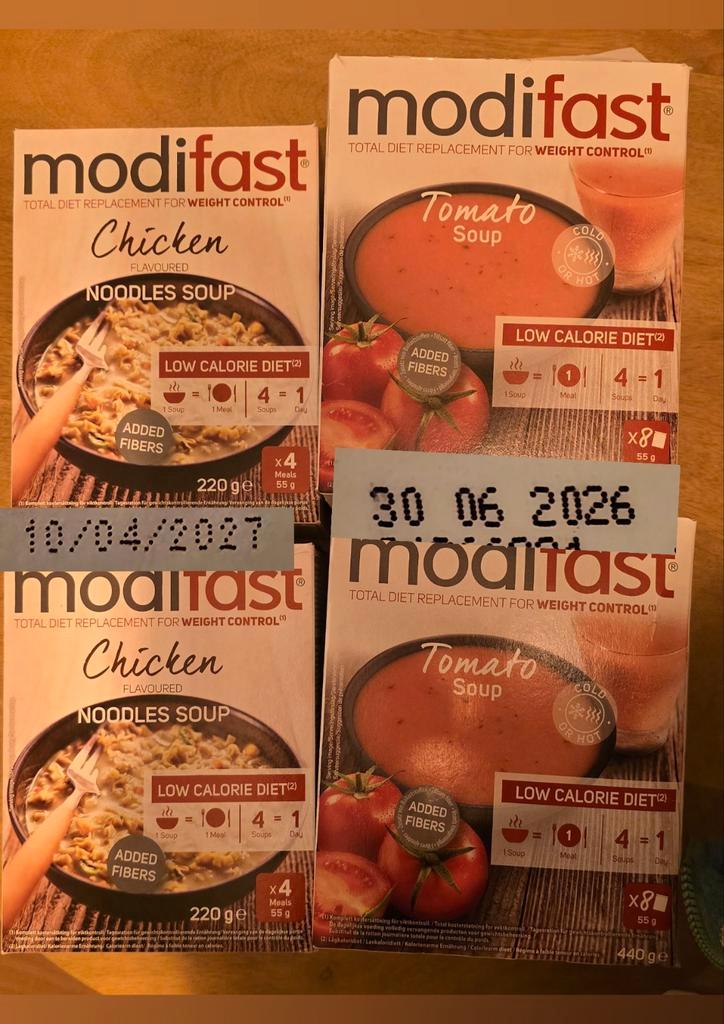 modifast®
TOTAL DIET REPLACEMENT FOR WEIGHT CONTROL(1)
Chicken
FLAVOURED
NOODLES SOUP
LOW CALORIE DIET(2)
1 Soup = 1 Meal
4 Soups = 1 Day
ADDED FIBERS
x4 Meals 55 g
220 g e
modifast®
TOTAL DIET REPLACEMENT FOR WEIGHT CONTROL(1)
Tomato
Soup
COLD OR HOT
LOW CALORIE DIET(2)
1 Soup = 1 Meal
4 Soups = 1 Day
ADDED FIBERS
x8
55 g
10/04/2027
30 06 2026
modifast®
TOTAL DIET REPLACEMENT FOR WEIGHT CONTROL(1)
Chicken
FLAVOURED
NOODLES SOUP
LOW CALORIE DIET(2)
1 Soup = 1 Meal
4 Soups = 1 Day
ADDED FIBERS
x4 Meals 55 g
220 g e
modifast®
TOTAL DIET REPLACEMENT FOR WEIGHT CONTROL(1)
Tomato
Soup
COLD OR HOT
LOW CALORIE DIET(2)
1 Soup = 1 Meal
4 Soups = 1 Day
ADDED FIBERS
x8
55 g
440 g e